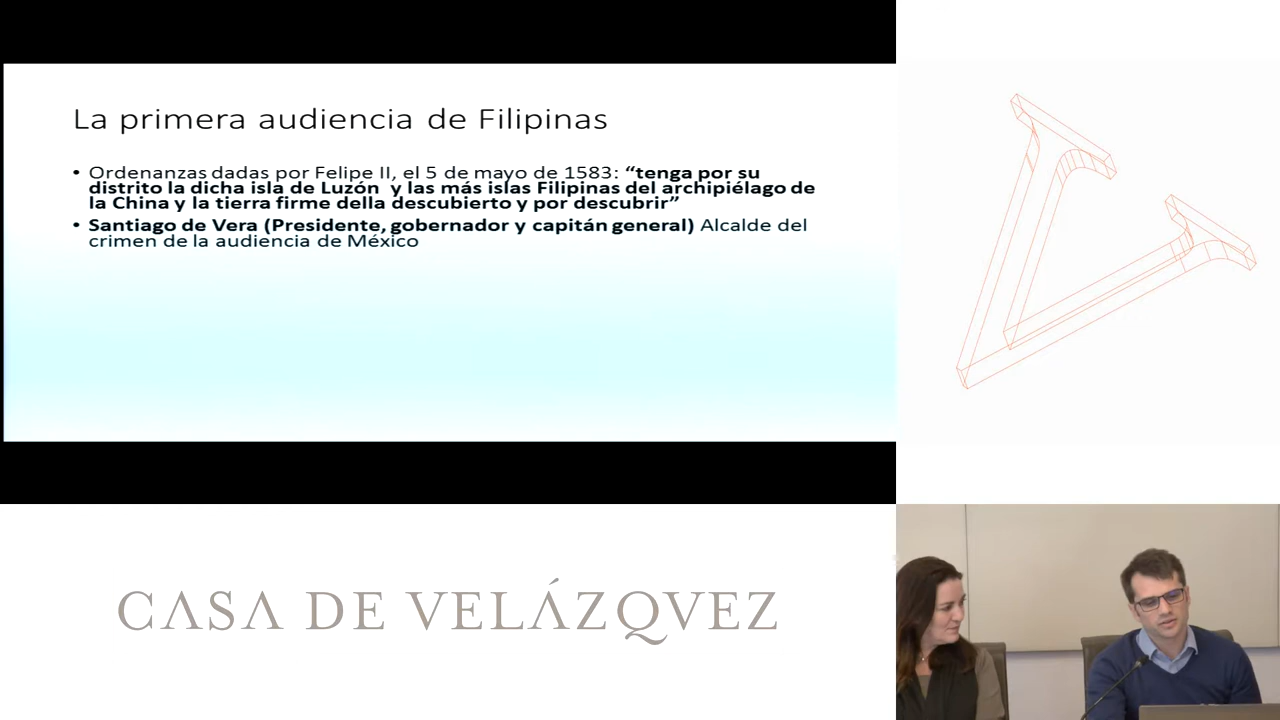 La primera audiencia de Filipinas
• Ordenanzas dadas por Felipe II, el 5 de mayo de 1583: “tenga por su
distrito la dicha isla de Luzón y las más islas Filipinas del archipiélago de
la China y la tierra firme della descubierto y por descubrir”
• Santiago de Vera (Presidente, gobernador y capitán general) Alcalde del
crimen de la audiencia de México
CASA DE VELÁZQVEZ